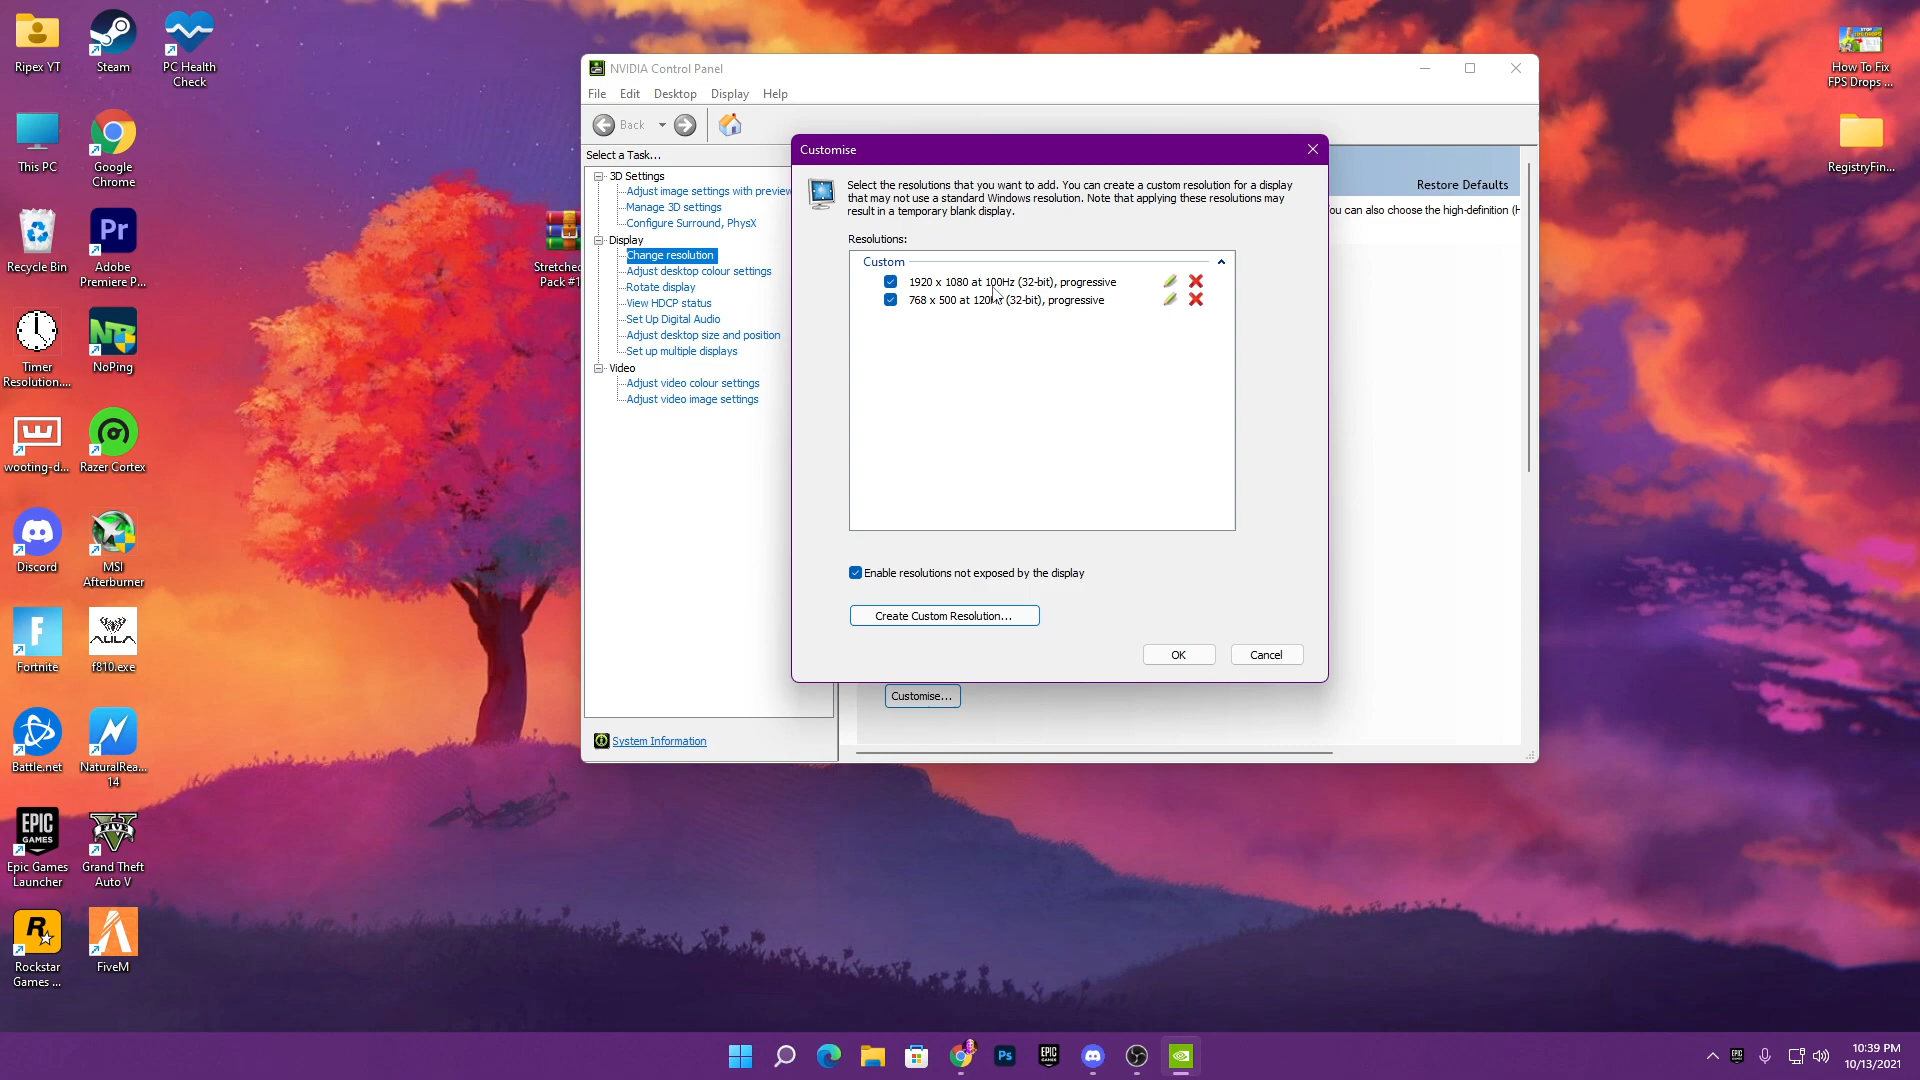 Ripex YT
Steam
PC Health
Check
This PC
Google
Chrome
Recycle Bin
Adobe
Premiere P...
Timer
Resolution....
NoPing
wooting-d...
Razer Cortex
Discord
MSI
Afterburner
Fortnite
f810.exe
Battle.net
NaturalRea...
14
Epic Games
Launcher
Grand Theft
Auto V
Rockstar
Games ...
FiveM
Stretched
Pack #1
How To Fix
FPS Drops ...
RegistryFin...
NVIDIA Control Panel
File Edit Desktop Display Help
Back
Select a Task...
3D Settings
Adjust image settings with preview
Manage 3D settings
Configure Surround, PhysX
Display
Change resolution
Adjust desktop colour settings
Rotate display
View HDCP status
Set Up Digital Audio
Adjust desktop size and position
Set up multiple displays
Video
Adjust video colour settings
Adjust video image settings
System Information
Restore Defaults
ou can also choose the high-definition (H
Customise
Select the resolutions that you want to add. You can create a custom resolution for a display
that may not use a standard Windows resolution. Note that applying these resolutions may
result in a temporary blank display.
Resolutions:
Custom
1920 x 1080 at 100Hz (32-bit), progressive
768 x 500 at 120Hz (32-bit), progressive
Enable resolutions not exposed by the display
Create Custom Resolution...
OK Cancel
Customise...
10:39 PM
10/13/2021